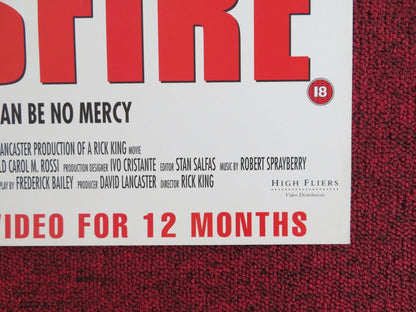 SFIRE
18
AN BE NO MERCY
LANCASTER PRODUCTION OF A RICK KING MOVIE
LD CAROL M. ROSSI PRODUCTION DESIGNER IVO CRISTANTE EDITOR STAN SALFAS MUSIC BY ROBERT SPRAYBERRY
PLAY BY FREDERICK BAILEY PRODUCER DAVID LANCASTER DIRECTOR RICK KING
HIGH FLIERS
Video Distribution
VIDEO FOR 12 MONTHS